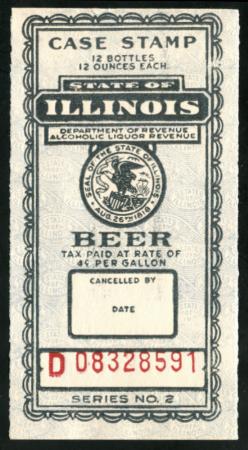 CASE STAMP
12 BOTTLES
12 OUNCES EACH
STATE OF
ILLINOIS
DEPARTMENT OF REVENUE
ALCOHOLIC LIQUOR REVENUE
SEAL OF THE STATE OF ILLINOIS
AUG. 26TH 1818
BEER
TAX PAID AT RATE OF
4¢ PER GALLON
CANCELLED BY
DATE
D 08328591
SERIES NO. 2